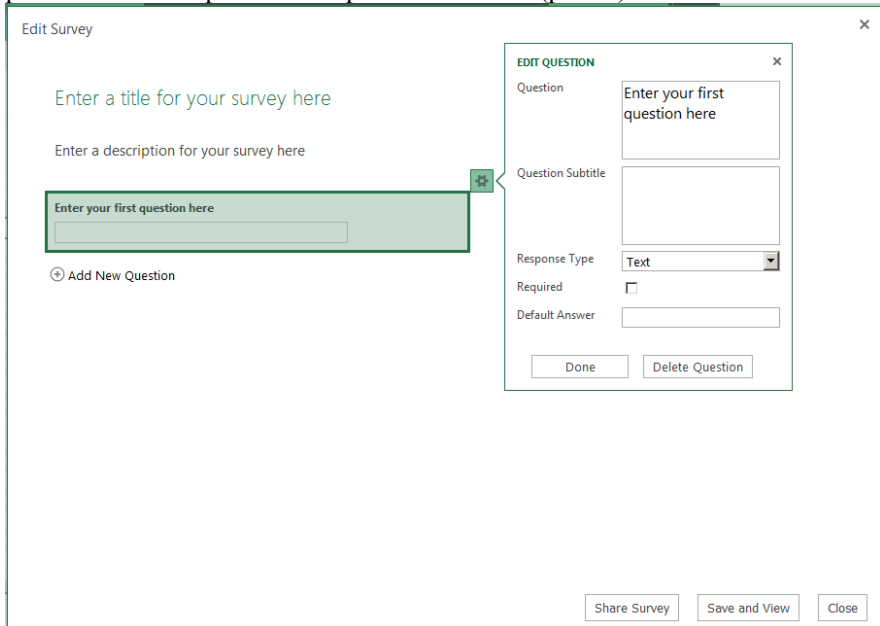 Edit Survey
Enter a title for your survey here
Enter a description for your survey here
Enter your first question here
Add New Question
EDIT QUESTION
Question
Enter your first
question here
Question Subtitle
Response Type
Text
Required
Default Answer
Done
Delete Question
Share Survey
Save and View
Close